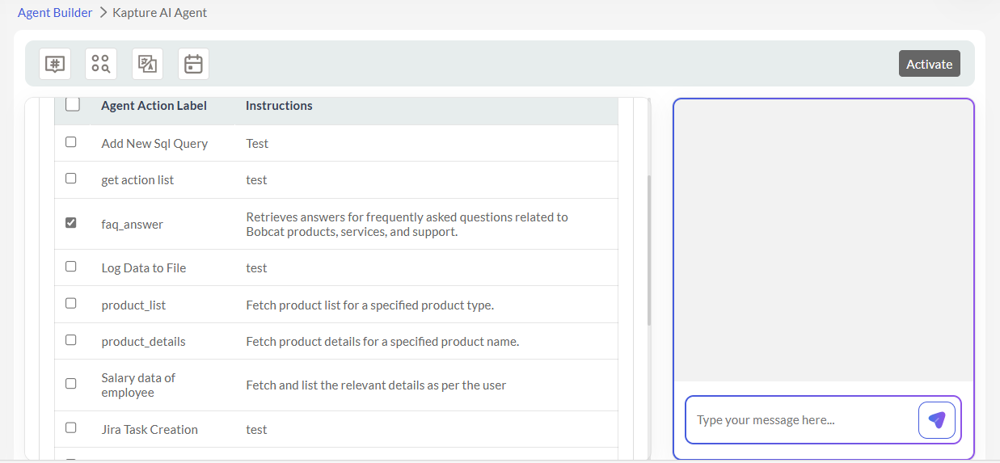 Agent Builder > Kapture AI Agent
#
A
Activate
Agent Action Label Instructions
Add New Sql Query Test
get action list test
faq_answer Retrieves answers for frequently asked questions related to
Bobcat products, services, and support.
Log Data to File test
product_list Fetch product list for a specified product type.
product_details Fetch product details for a specified product name.
Salary data of
employee Fetch and list the relevant details as per the user
Jira Task Creation test
Type your message here...